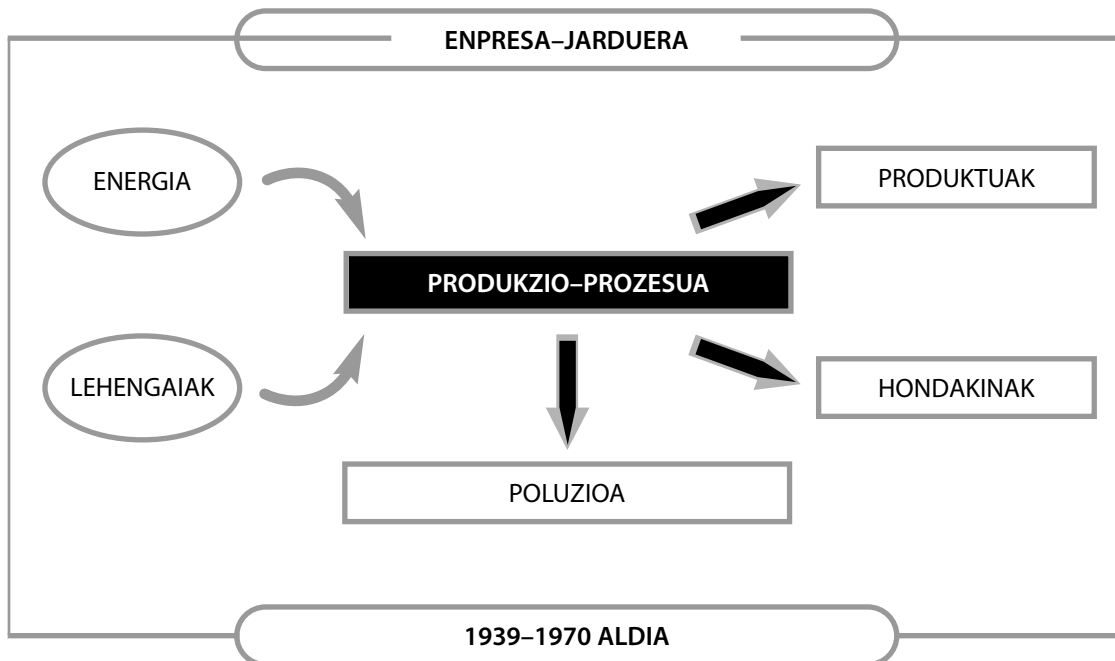 ENPRESA–JARDUERA
ENERGIA
PRODUKTUAK
PRODUKZIO–PROZESUA
LEHENGAIAK
HONDAKINAK
POLUZIOA
1939–1970 ALDIA